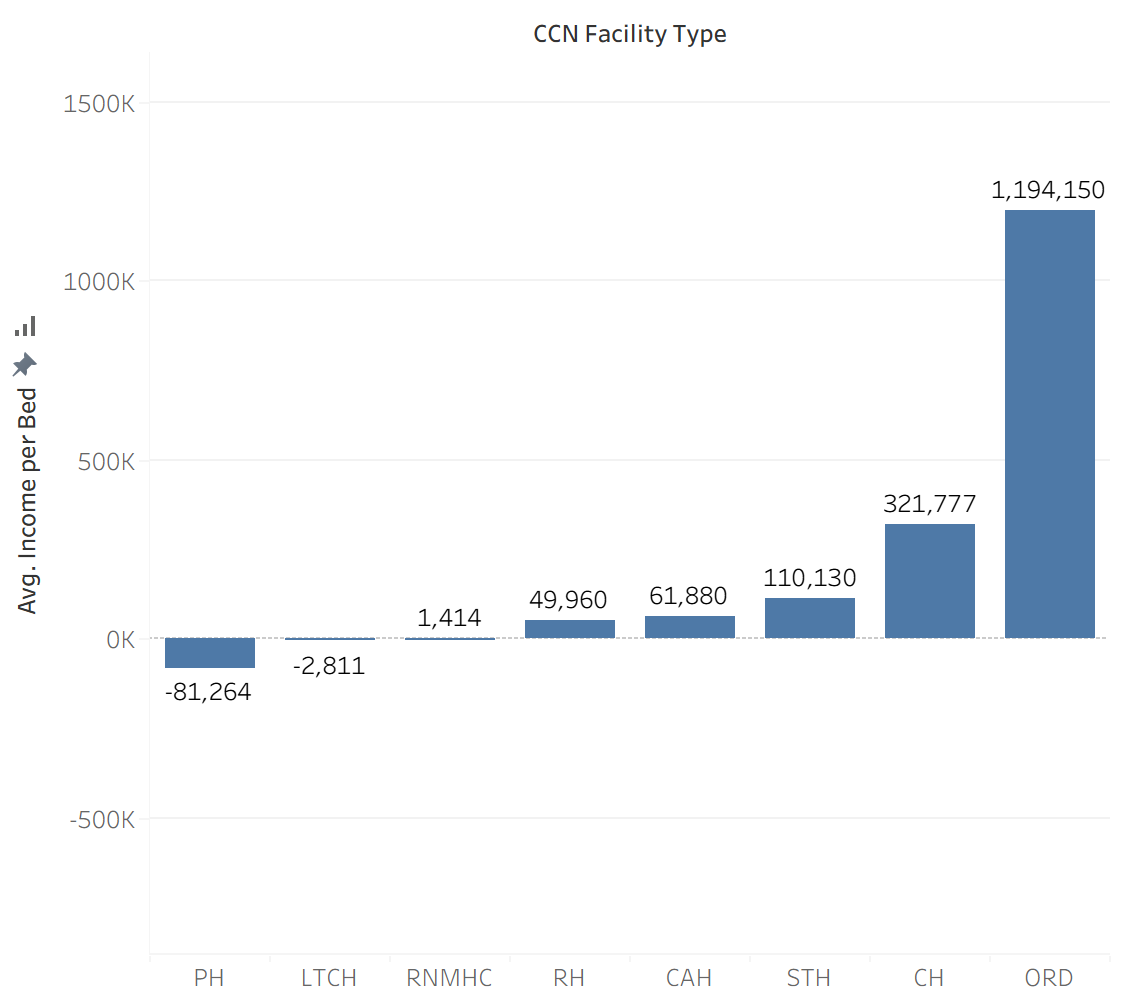 CCN Facility Type
Avg. Income per Bed
1500K
1000K
500K
0K
-500K
-81,264
-2,811
1,414
49,960
61,880
110,130
321,777
1,194,150
PH
LTCH
RNMHC
RH
CAH
STH
CH
ORD